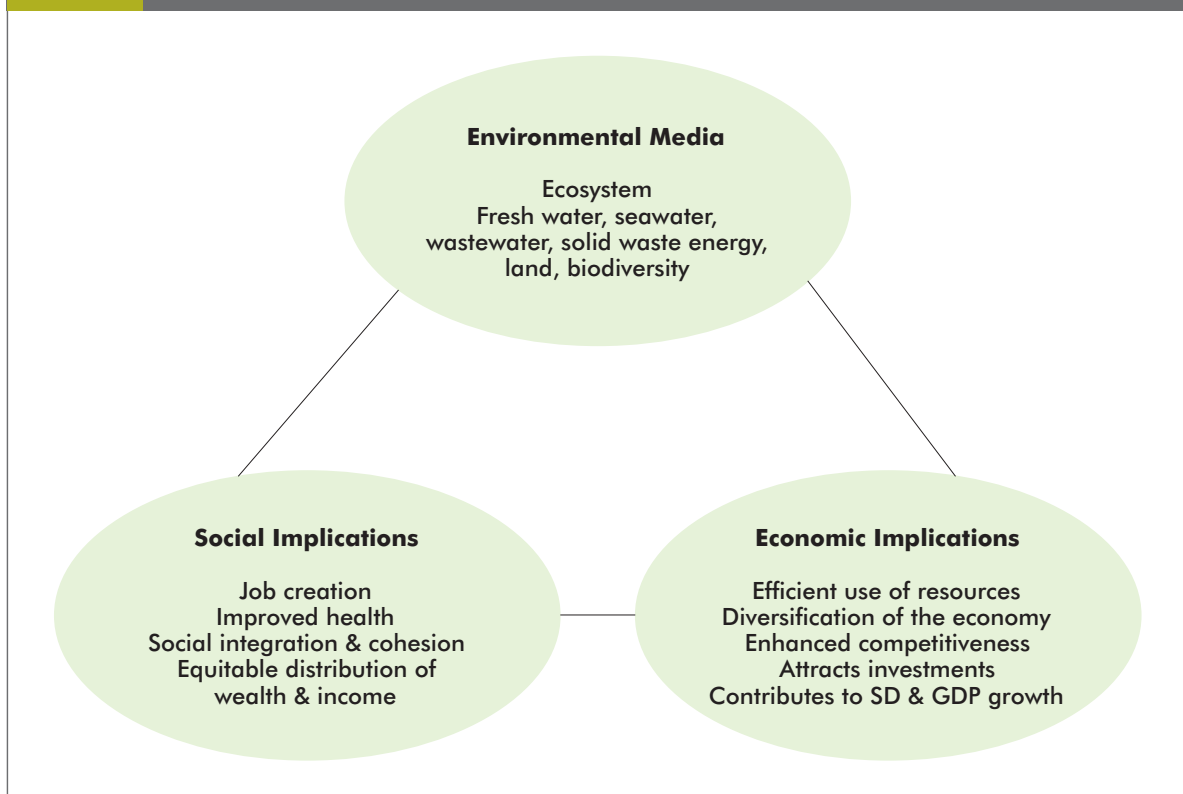 Environmental Media
Ecosystem
Fresh water, seawater,
wastewater, solid waste energy,
land, biodiversity
Social Implications
Job creation
Improved health
Social integration & cohesion
Equitable distribution of
wealth & income
Economic Implications
Efficient use of resources
Diversification of the economy
Enhanced competitiveness
Attracts investments
Contributes to SD & GDP growth